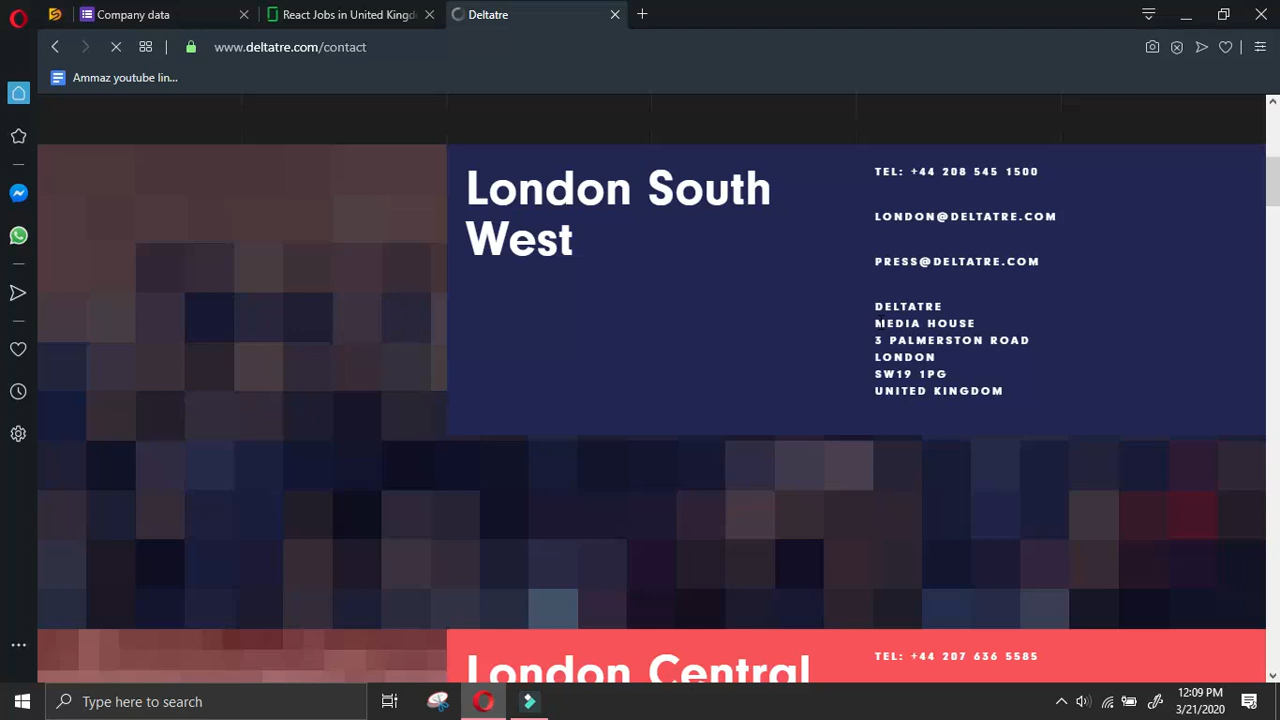 Company data
React Jobs in United Kingd
Deltatre
www.deltatre.com/contact
Ammaz youtube lin...
London South
West
TEL: +44 208 545 1500
LONDON@DELTATRE.COM
PRESS@DELTATRE.COM
DELTATRE
MEDIA HOUSE
3 PALMERSTON ROAD
LONDON
SW19 1PG
UNITED KINGDOM
London Central
TEL: +44 207 636 5585
Type here to search
12:09 PM
3/21/2020